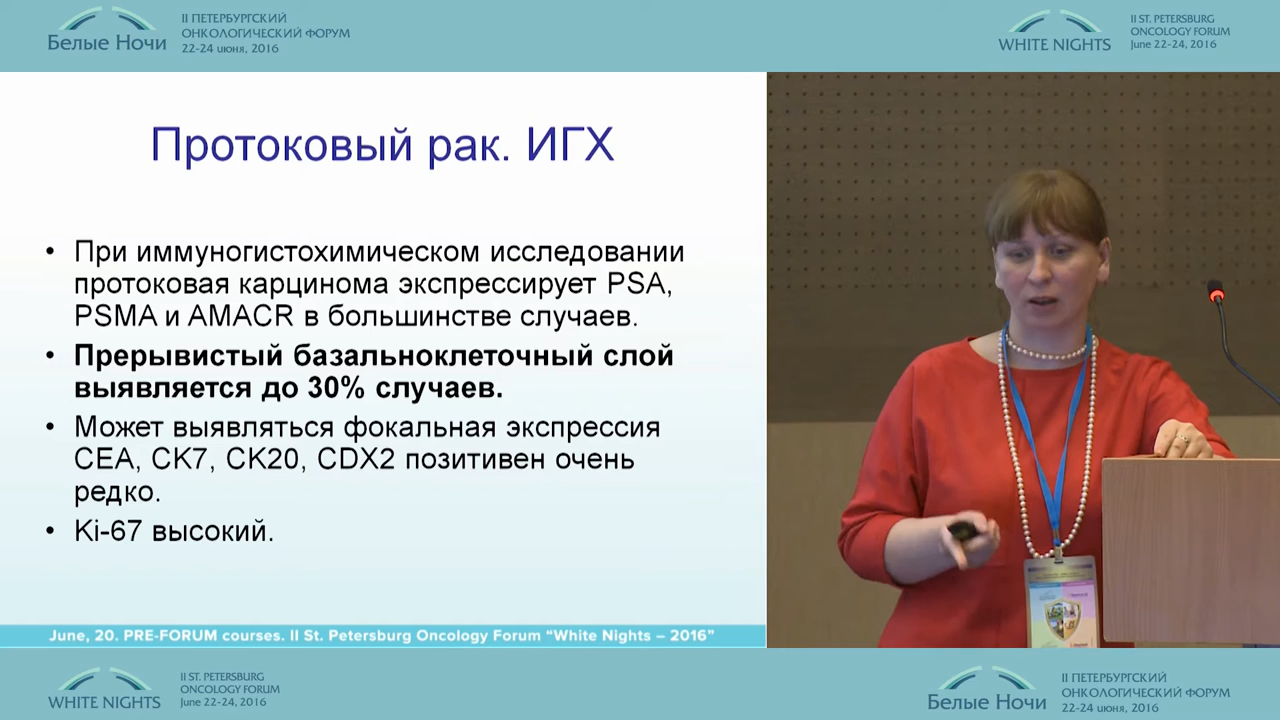 Белые Ночи
II ПЕТЕРБУРГСКИЙ
ОНКОЛОГИЧЕСКИЙ ФОРУМ
22-24 июня, 2016
WHITE NIGHTS
II ST. PETERSBURG
ONCOLOGY FORUM
June 22-24, 2016
Протоковый рак. ИГХ
• При иммуногистохимическом исследовании
протоковая карцинома экспрессирует PSA,
PSMA и AMACR в большинстве случаев.
• Прерывистый базальноклеточный слой
выявляется до 30% случаев.
• Может выявляться фокальная экспрессия
CEA, CK7, CK20, CDX2 позитивен очень
редко.
• Ki-67 высокий.
June, 20. PRE-FORUM courses. II St. Petersburg Oncology Forum “White Nights – 2016”
WHITE NIGHTS
II ST. PETERSBURG
ONCOLOGY FORUM
June 22-24, 2016
Белые Ночи
II ПЕТЕРБУРГСКИЙ
ОНКОЛОГИЧЕСКИЙ ФОРУМ
22-24 июня, 2016